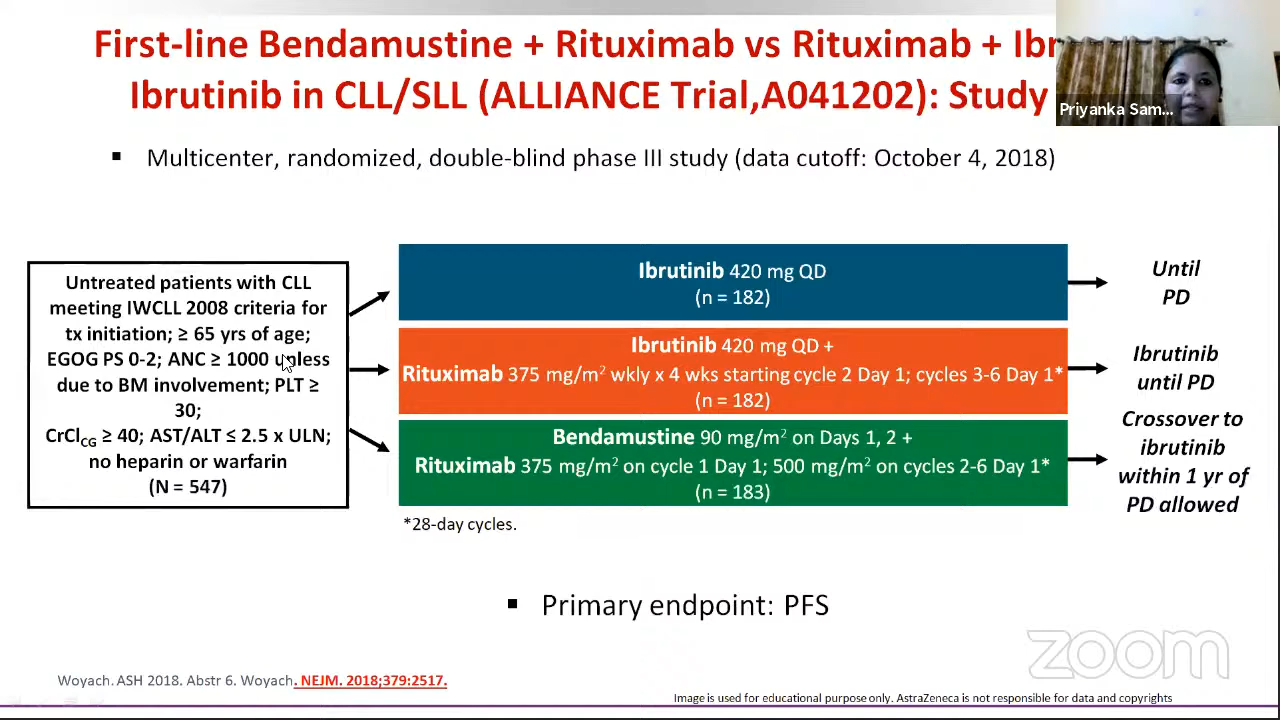 First-line Bendamustine + Rituximab vs Rituximab + Ibr
Ibrutinib in CLL/SLL (ALLIANCE Trial,A041202): Study
Priyanka Sam...
▪ Multicenter, randomized, double-blind phase III study (data cutoff: October 4, 2018)
Untreated patients with CLL
meeting IWCLL 2008 criteria for
tx initiation; ≥ 65 yrs of age;
EGOG PS 0-2; ANC ≥ 1000 unless
due to BM involvement; PLT ≥
30;
CrClCG ≥ 40; AST/ALT ≤ 2.5 x ULN;
no heparin or warfarin
(N = 547)
Ibrutinib 420 mg QD
(n = 182)
Until
PD
Ibrutinib 420 mg QD +
Rituximab 375 mg/m² wkly x 4 wks starting cycle 2 Day 1; cycles 3-6 Day 1*
(n = 182)
Ibrutinib
until PD
Bendamustine 90 mg/m² on Days 1, 2 +
Rituximab 375 mg/m² on cycle 1 Day 1; 500 mg/m² on cycles 2-6 Day 1*
(n = 183)
Crossover to
ibrutinib
within 1 yr of
PD allowed
*28-day cycles.
▪ Primary endpoint: PFS
zoom
Woyach. ASH 2018. Abstr 6. Woyach. NEJM. 2018;379:2517.
Image is used for educational purpose only. AstraZeneca is not responsible for data and copyrights